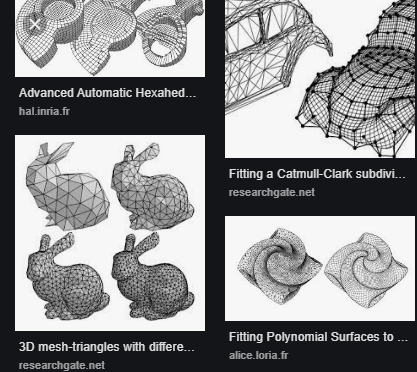 Advanced Automatic Hexahed...
hal.inria.fr
Fitting a Catmull-Clark subdivi...
researchgate.net
3D mesh-triangles with differe...
researchgate.net
Fitting Polynomial Surfaces to ...
alice.loria.fr